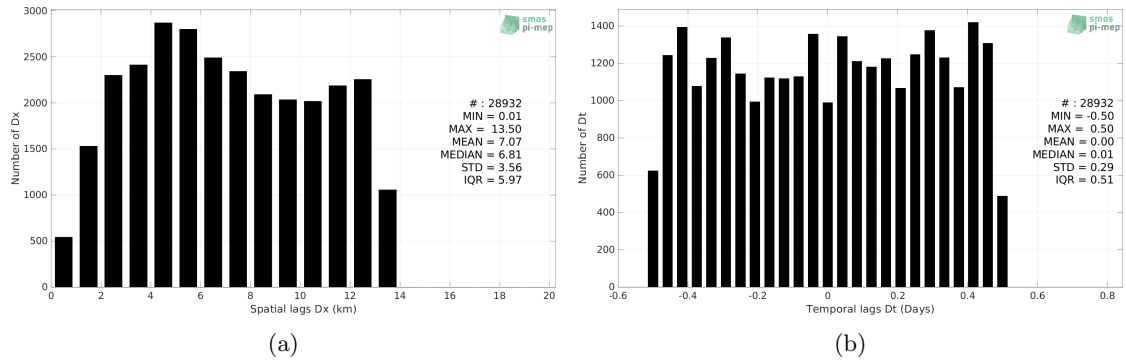 3000
2500
2000
1500
1000
500
0
Number of Dx
smos
pi-mep
# : 28932
MIN = 0.01
MAX = 13.50
MEAN = 7.07
MEDIAN = 6.81
STD = 3.56
IQR = 5.97
0 2 4 6 8 10 12 14 16 18 20
Spatial lags Dx (km)
(a)
1400
1200
1000
800
600
400
200
0
Number of Dt
smos
pi-mep
# : 28932
MIN = -0.50
MAX = 0.50
MEAN = 0.00
MEDIAN = 0.01
STD = 0.29
IQR = 0.51
-0.6 -0.4 -0.2 0 0.2 0.4 0.6 0.8
Temporal lags Dt (Days)
(b)